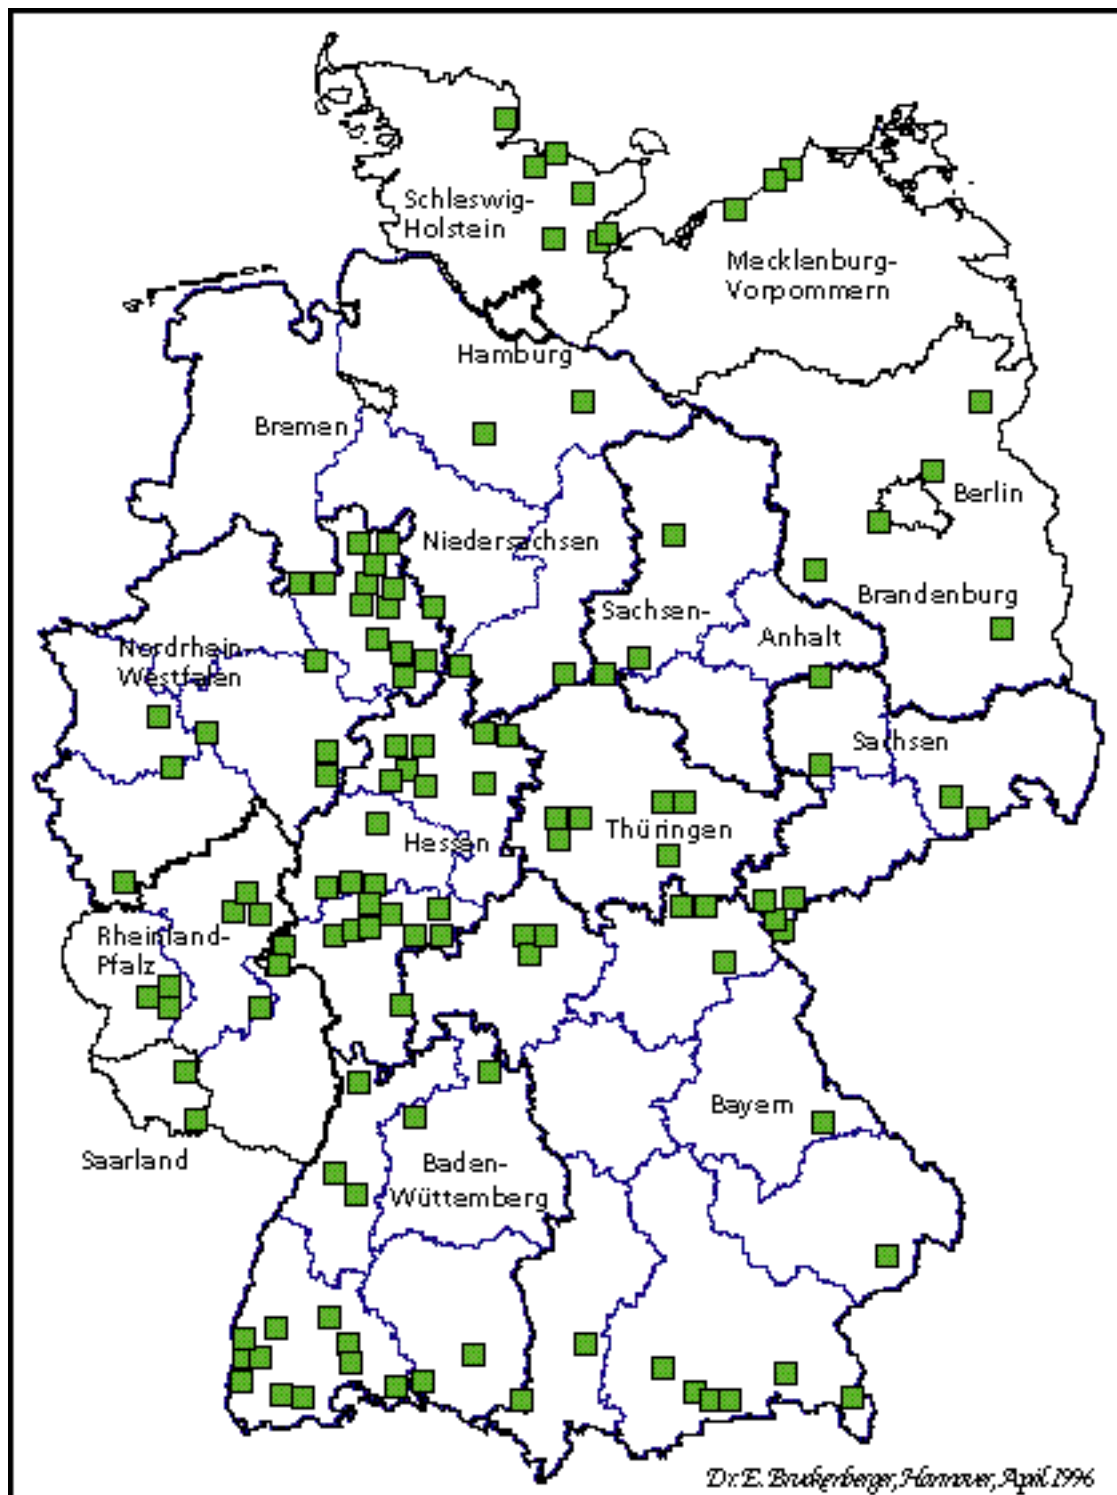 Schleswig-
Holstein
Mecklenburg-
Vorpommern
Hamburg
Bremen
Berlin
Niedersachsen
Brandenburg
Sachsen-
Anhalt
Nordrhein-
Westfalen
Sachsen
Thüringen
Hessen
Rheinland-
Pfalz
Bayern
Saarland
Baden-
Wüttemberg
Dr. E. Bruckenberger, Hannover, April 1996